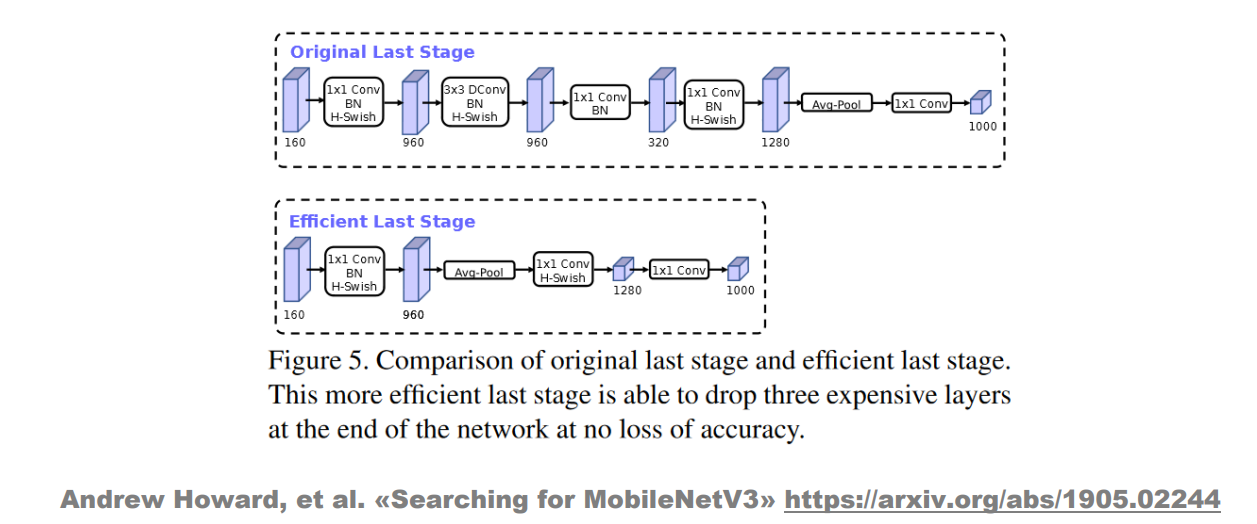 Original Last Stage
1x1 Conv
BN
H-Swish
3x3 DConv
BN
H-Swish
1x1 Conv
BN
1x1 Conv
BN
H-Swish
Avg-Pool
1x1 Conv
160
960
960
320
1280
1000
Efficient Last Stage
1x1 Conv
BN
H-Swish
Avg-Pool
1x1 Conv
H-Swish
1x1 Conv
160
960
1280
1000
Figure 5. Comparison of original last stage and efficient last stage.
This more efficient last stage is able to drop three expensive layers
at the end of the network at no loss of accuracy.
Andrew Howard, et al. «Searching for MobileNetV3» https://arxiv.org/abs/1905.02244